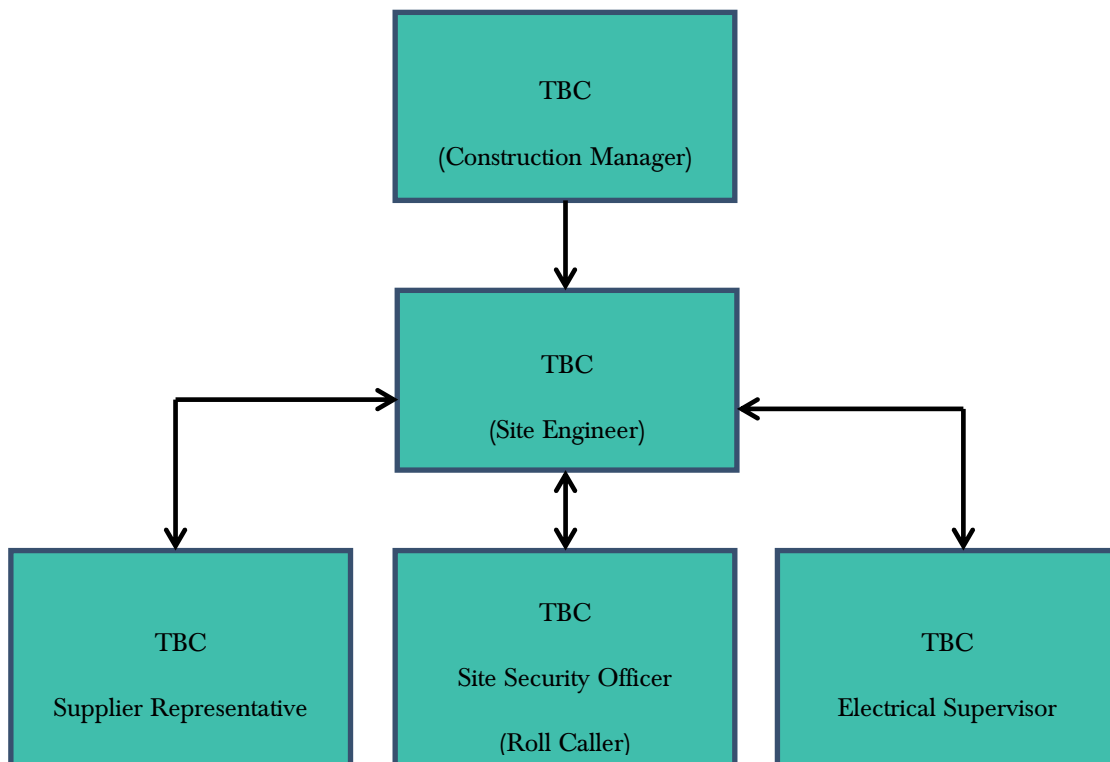 TBC
(Construction Manager)
TBC
(Site Engineer)
TBC
Supplier Representative
TBC
Site Security Officer
(Roll Caller)
TBC
Electrical Supervisor